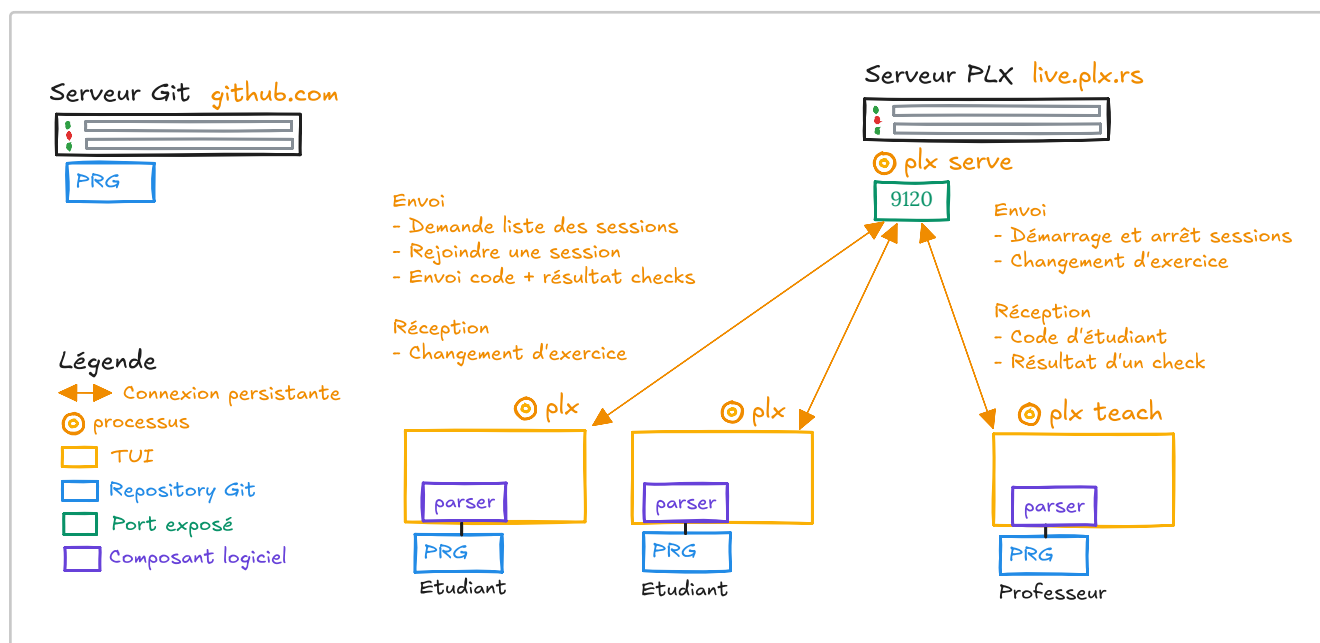 Serveur Git github.com
PRG
Serveur PLX live.plx.rs
plx serve
9120
Envoi
- Demande liste des sessions
- Rejoindre une session
- Envoi code + résultat checks
Réception
- Changement d'exercice
Envoi
- Démarrage et arrêt sessions
- Changement d'exercice
Réception
- Code d'étudiant
- Résultat d'un check
Légende
Connexion persistante
processus
TUI
Repository Git
Port exposé
Composant logiciel
plx
parser
PRG
Etudiant
plx
parser
PRG
Etudiant
plx teach
parser
PRG
Professeur